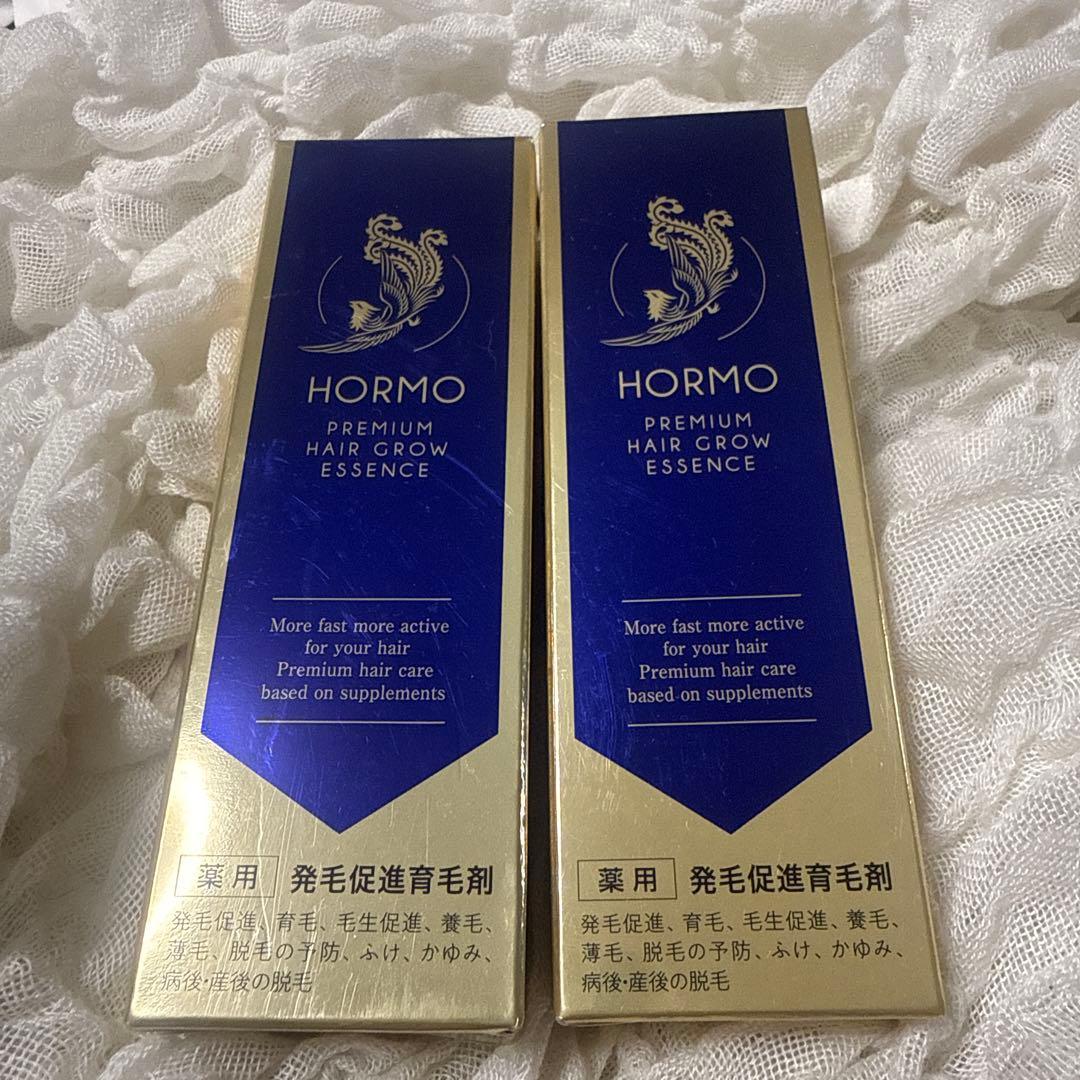 HORMO
PREMIUM
HAIR GROW
ESSENCE
More fast more active
for your hair
Premium hair care
based on supplements
薬用 発毛促進育毛剤
発毛促進、育毛、毛生促進、養毛、
薄毛、脱毛の予防、ふけ、かゆみ、
病後・産後の脱毛
HORMO
PREMIUM
HAIR GROW
ESSENCE
More fast more active
for your hair
Premium hair care
based on supplements
薬用 発毛促進育毛剤
発毛促進、育毛、毛生促進、養毛、
薄毛、脱毛の予防、ふけ、かゆみ、
病後・産後の脱毛